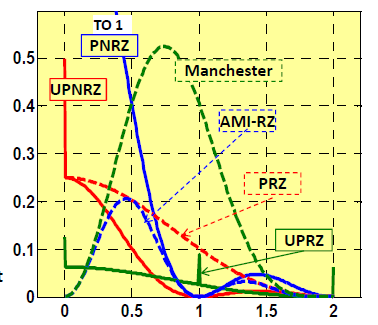 TO 1
PNRZ
0.5
Manchester
UPNRZ
0.4
AMI-RZ
0.3
PRZ
0.2
UPRZ
0.1
0
0 0.5 1 1.5 2